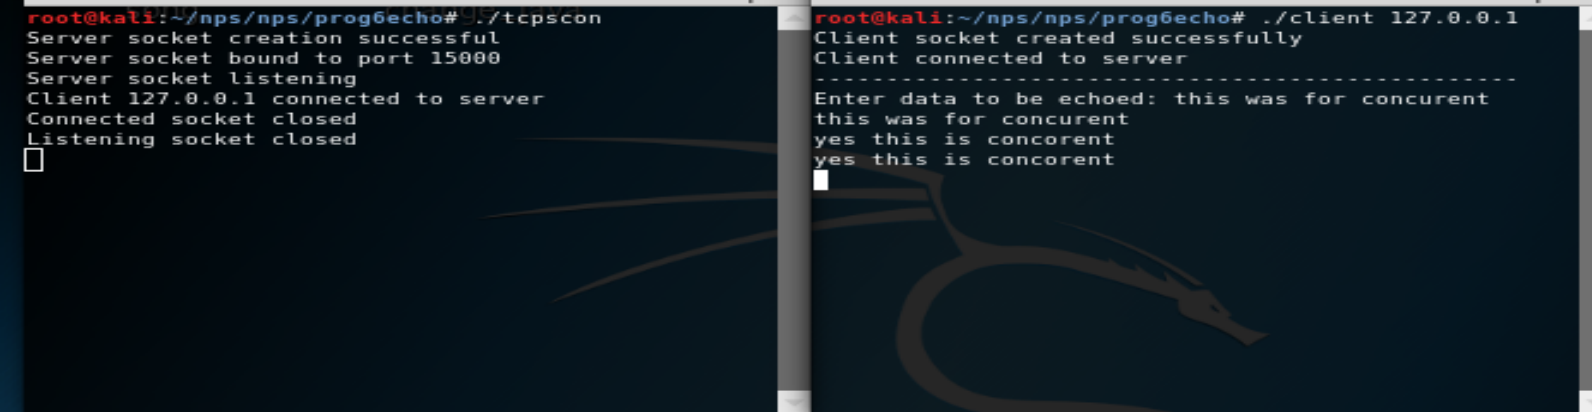 root@kali:~/nps/nps/prog6echo# ./tcpscon
Server socket creation successful
Server socket bound to port 15000
Server socket listening
Client 127.0.0.1 connected to server
Connected socket closed
Listening socket closed
root@kali:~/nps/nps/prog6echo# ./client 127.0.0.1
Client socket created successfully
Client connected to server
------------------------------------------------
Enter data to be echoed: this was for concurent
this was for concurent
yes this is concorent
yes this is concorent